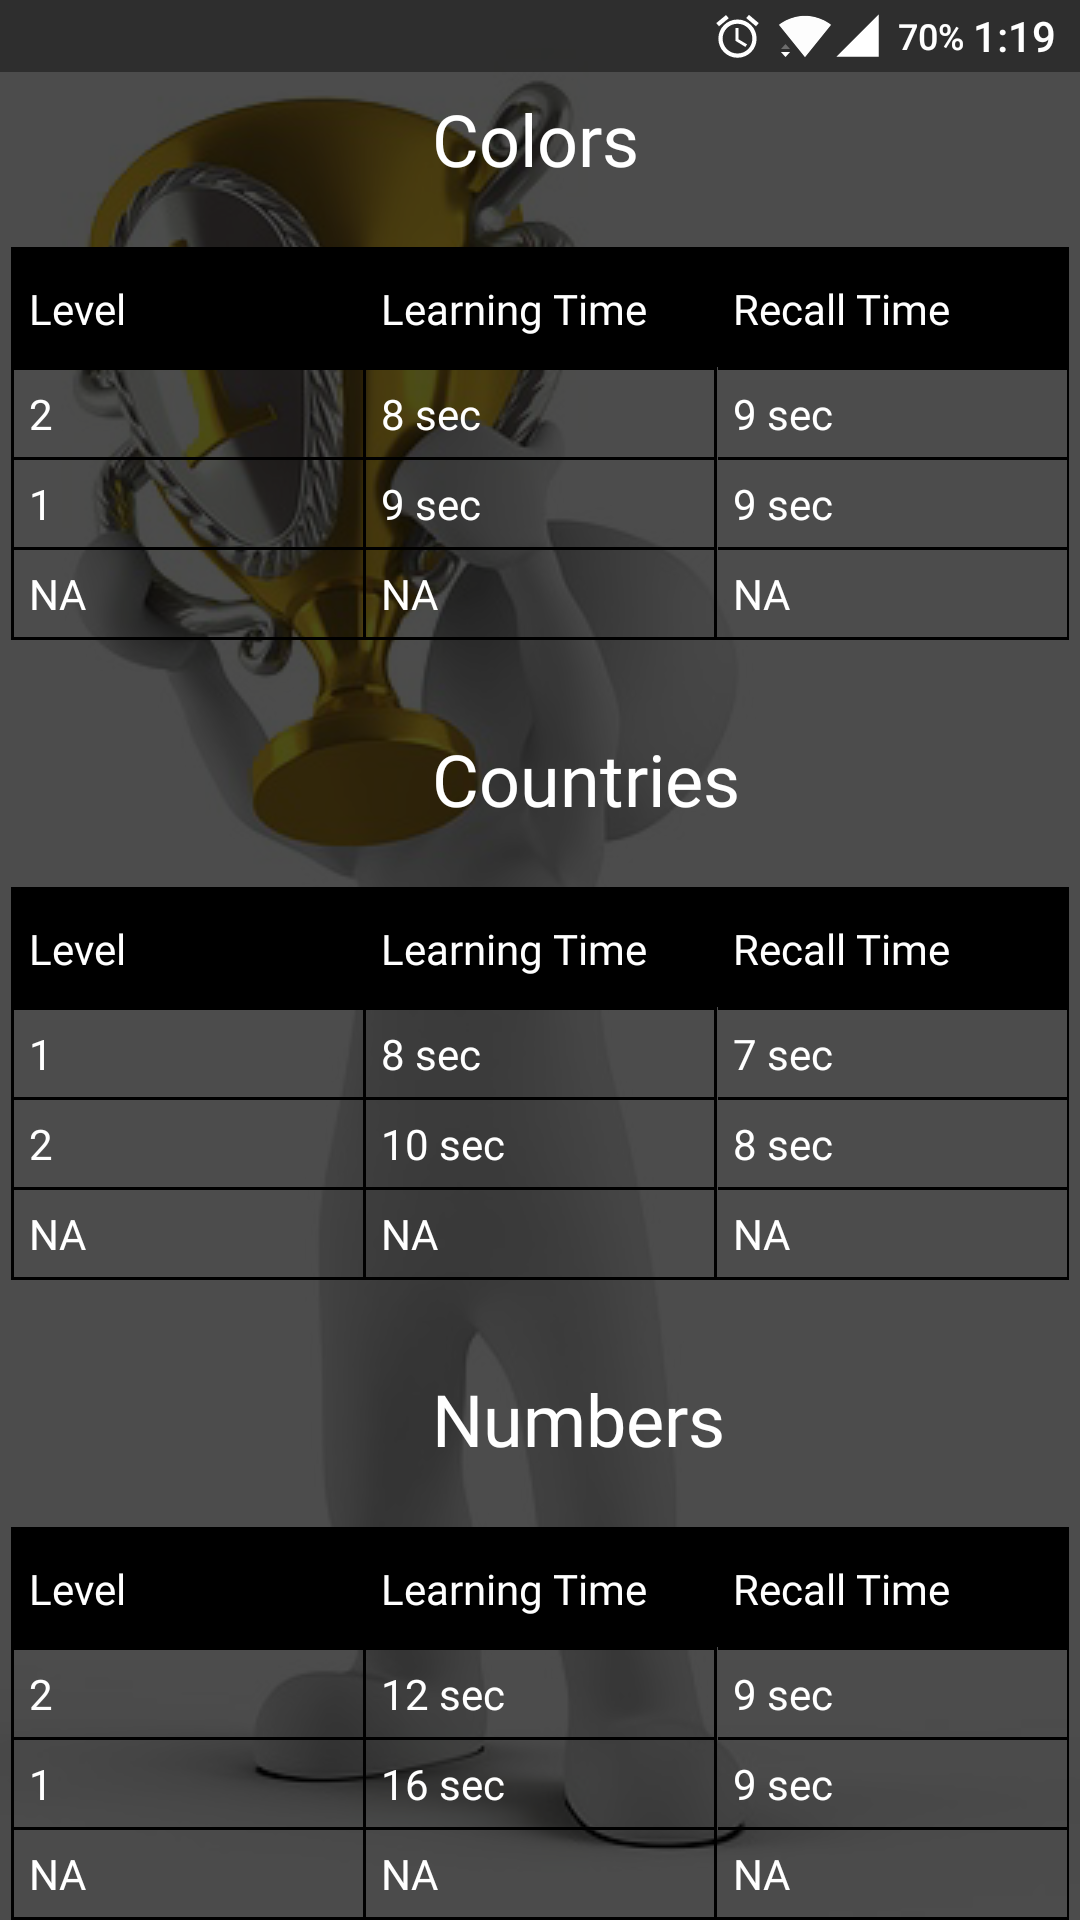 70% 1:19
Colors
Level Learning Time Recall Time
2 8 sec 9 sec
1 9 sec 9 sec
NA NA NA
Countries
Level Learning Time Recall Time
1 8 sec 7 sec
2 10 sec 8 sec
NA NA NA
Numbers
Level Learning Time Recall Time
2 12 sec 9 sec
1 16 sec 9 sec
NA NA NA